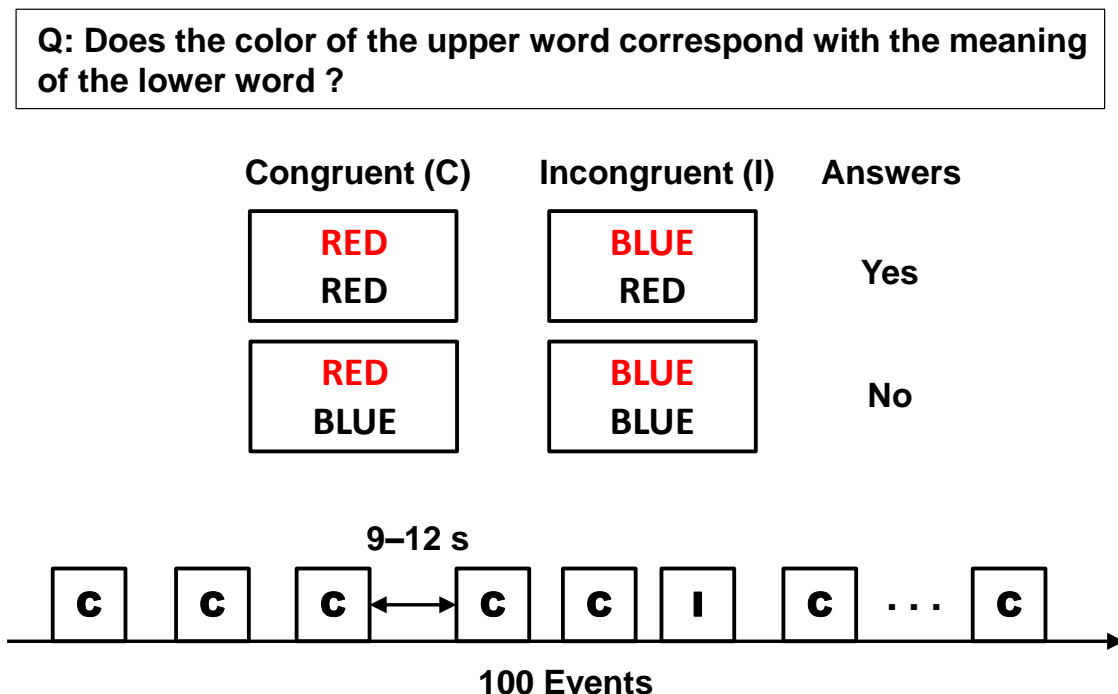 Q: Does the color of the upper word correspond with the meaning
of the lower word ?
Congruent (C) Incongruent (I) Answers
RED BLUE
RED RED
Yes
RED BLUE
BLUE BLUE
No
9–12 s
C C C C C I C . . . C
100 Events